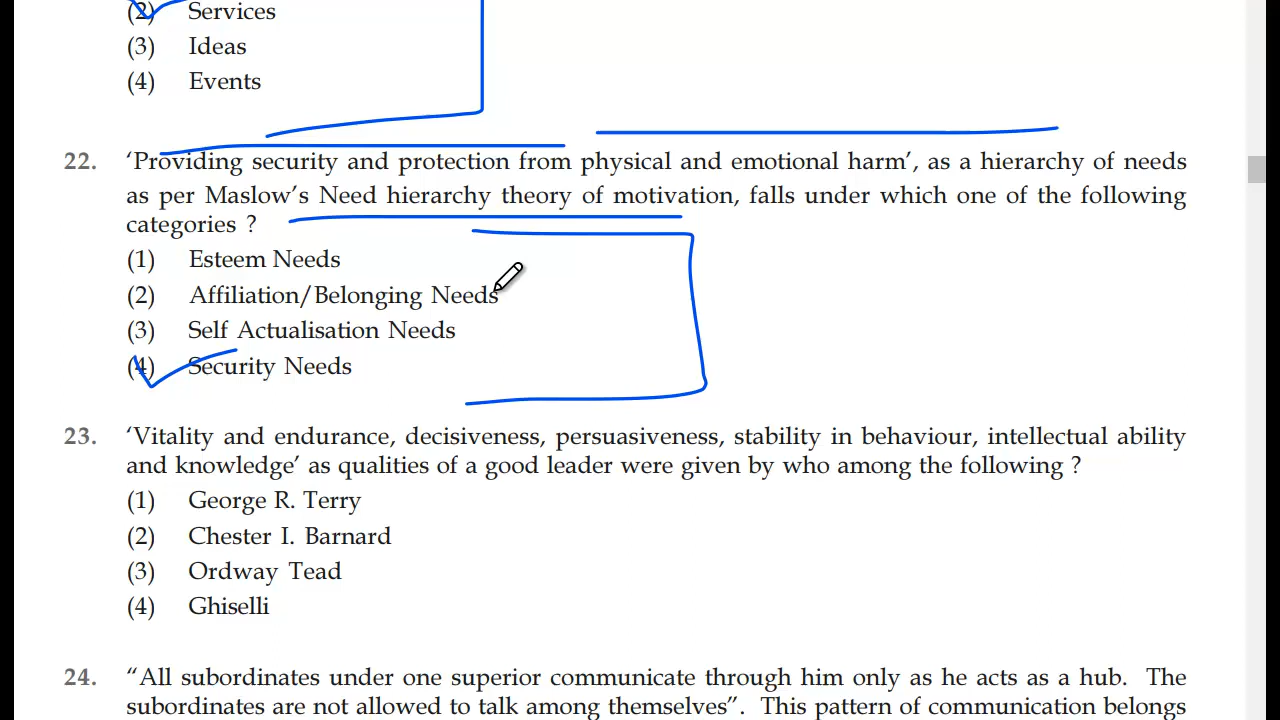 (2) Services
(3) Ideas
(4) Events
22. 'Providing security and protection from physical and emotional harm', as a hierarchy of needs
as per Maslow's Need hierarchy theory of motivation, falls under which one of the following
categories ?
(1) Esteem Needs
(2) Affiliation/Belonging Needs
(3) Self Actualisation Needs
(4) Security Needs
23. 'Vitality and endurance, decisiveness, persuasiveness, stability in behaviour, intellectual ability
and knowledge' as qualities of a good leader were given by who among the following ?
(1) George R. Terry
(2) Chester I. Barnard
(3) Ordway Tead
(4) Ghiselli
24. "All subordinates under one superior communicate through him only as he acts as a hub. The
subordinates are not allowed to talk among themselves". This pattern of communication belongs